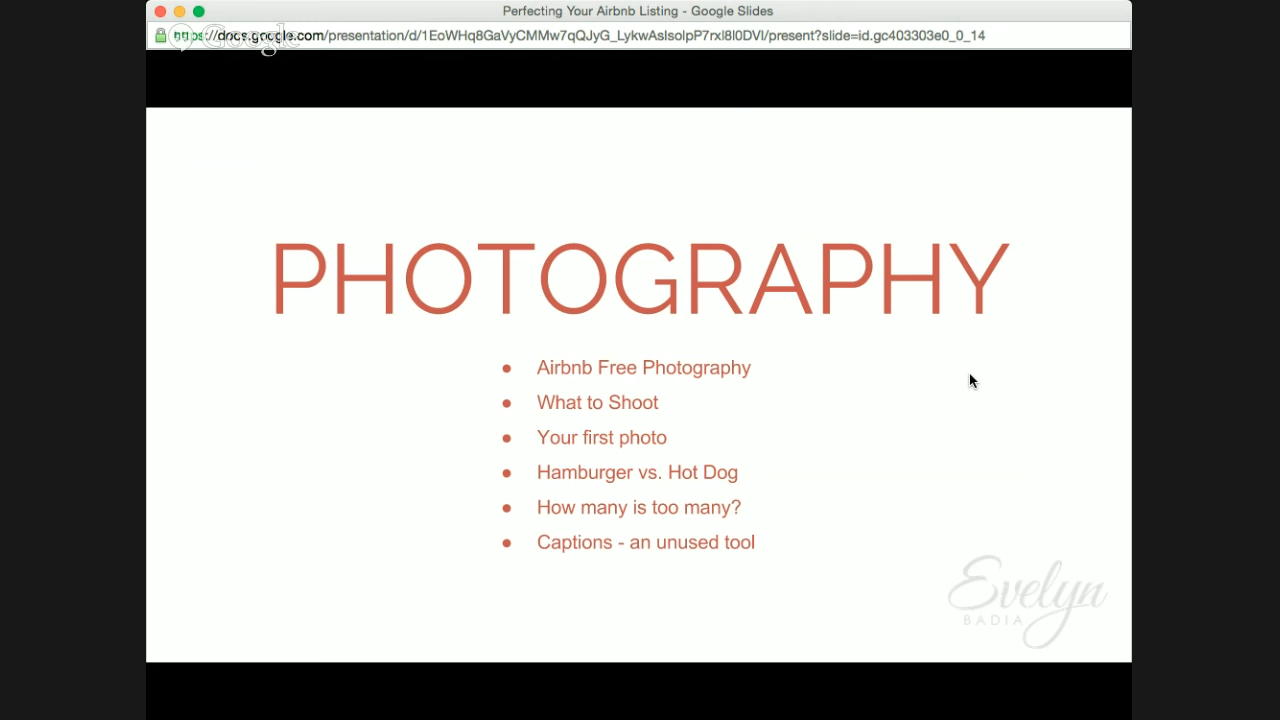 Perfecting Your Airbnb Listing - Google Slides
Google
https://docs.google.com/presentation/d/1EoWHq8GaVyCMMw7qQJyG_LykwAslsolpP7rxl8l0DVI/present?slide=id.gc403303e0_0_14
PHOTOGRAPHY
• Airbnb Free Photography
• What to Shoot
• Your first photo
• Hamburger vs. Hot Dog
• How many is too many?
• Captions - an unused tool
Evelyn
BADIA